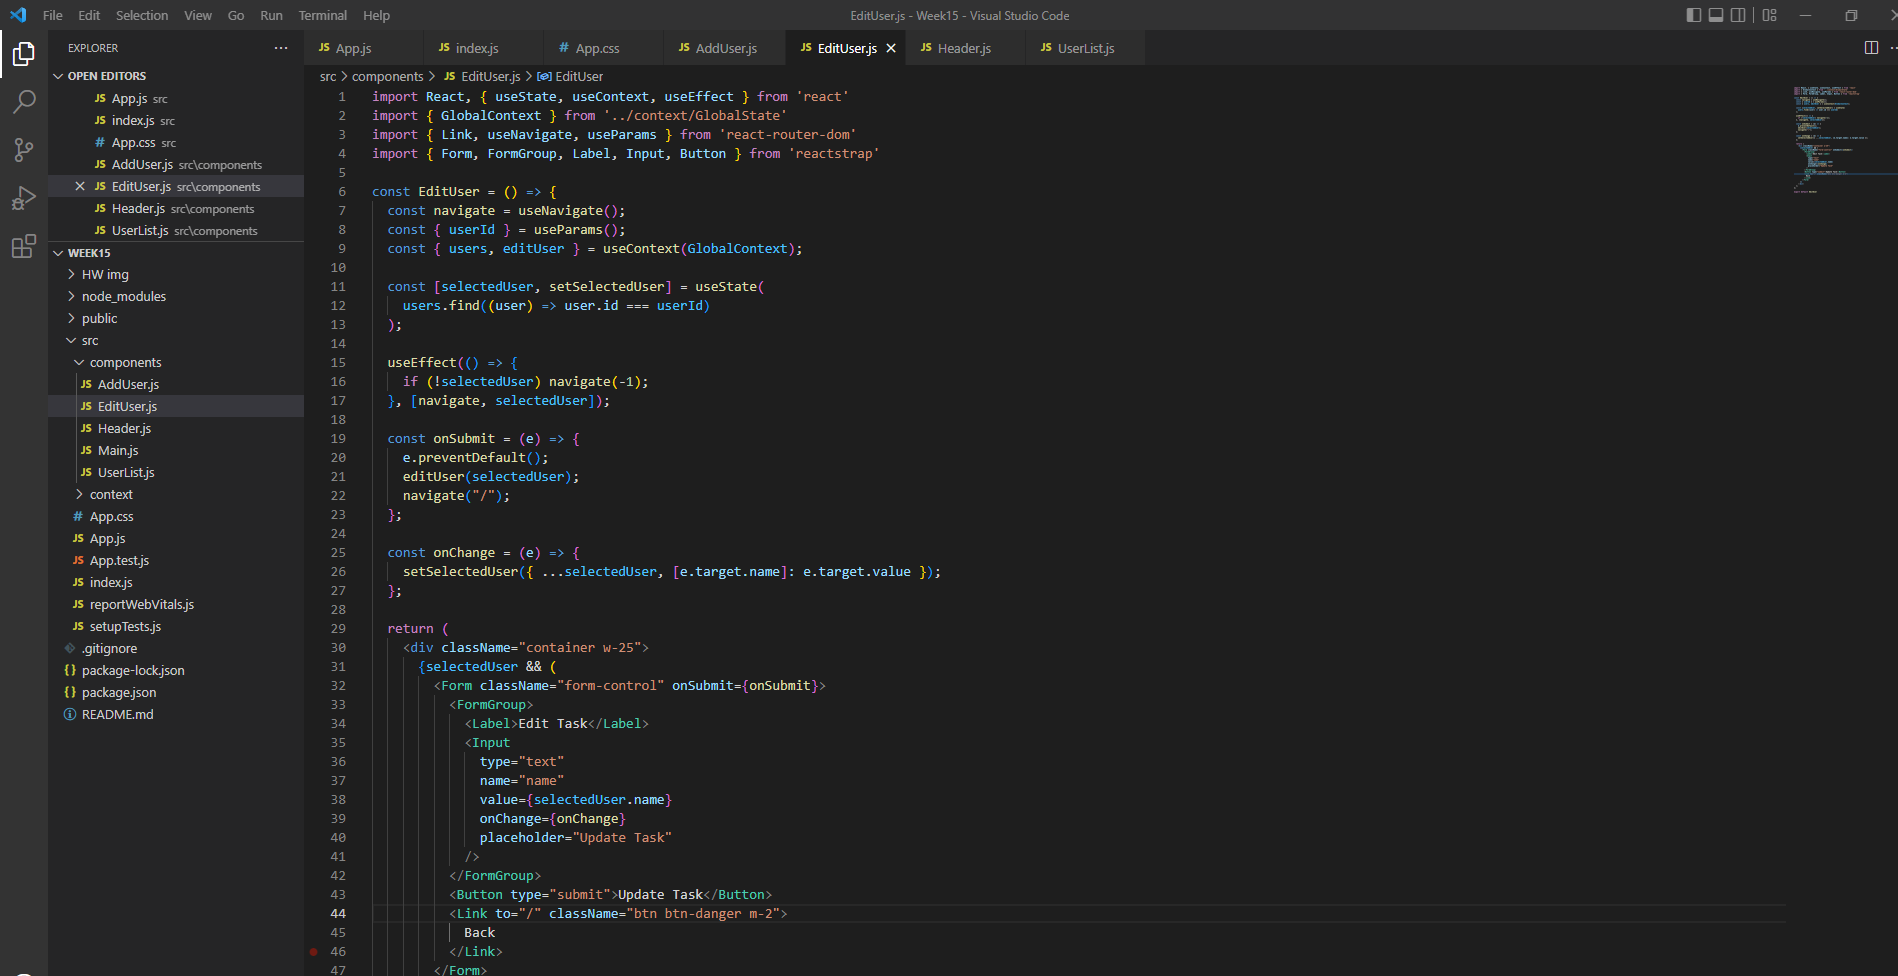 File Edit Selection View Go Run Terminal Help
EditUser.js - Week15 - Visual Studio Code
EXPLORER
OPEN EDITORS
JS App.js src
JS index.js src
# App.css src
JS AddUser.js src\components
JS EditUser.js src\components
JS Header.js src\components
JS UserList.js src\components
WEEK15
HW img
node_modules
public
src
components
JS AddUser.js
JS EditUser.js
JS Header.js
JS Main.js
JS UserList.js
context
# App.css
JS App.js
JS App.test.js
JS index.js
JS reportWebVitals.js
JS setupTests.js
.gitignore
{} package-lock.json
{} package.json
README.md
JS App.js JS index.js # App.css JS AddUser.js JS EditUser.js JS Header.js JS UserList.js
src > components > JS EditUser.js > EditUser
1 import React, { useState, useContext, useEffect } from 'react'
2 import { GlobalContext } from '../context/GlobalState'
3 import { Link, useNavigate, useParams } from 'react-router-dom'
4 import { Form, FormGroup, Label, Input, Button } from 'reactstrap'
5
6 const EditUser = () => {
7 const navigate = useNavigate();
8 const { userId } = useParams();
9 const { users, editUser } = useContext(GlobalContext);
10
11 const [selectedUser, setSelectedUser] = useState(
12 users.find((user) => user.id === userId)
13 );
14
15 useEffect(() => {
16 if (!selectedUser) navigate(-1);
17 }, [navigate, selectedUser]);
18
19 const onSubmit = (e) => {
20 e.preventDefault();
21 editUser(selectedUser);
22 navigate("/");
23 };
24
25 const onChange = (e) => {
26 setSelectedUser({ ...selectedUser, [e.target.name]: e.target.value });
27 };
28
29 return (
30 <div className="container w-25">
31 {selectedUser && (
32 <Form className="form-control" onSubmit={onSubmit}>
33 <FormGroup>
34 <Label>Edit Task</Label>
35 <Input
36 type="text"
37 name="name"
38 value={selectedUser.name}
39 onChange={onChange}
40 placeholder="Update Task"
41 />
42 </FormGroup>
43 <Button type="submit">Update Task</Button>
44 <Link to="/" className="btn btn-danger m-2">
45 Back
46 </Link>
47 </Form>